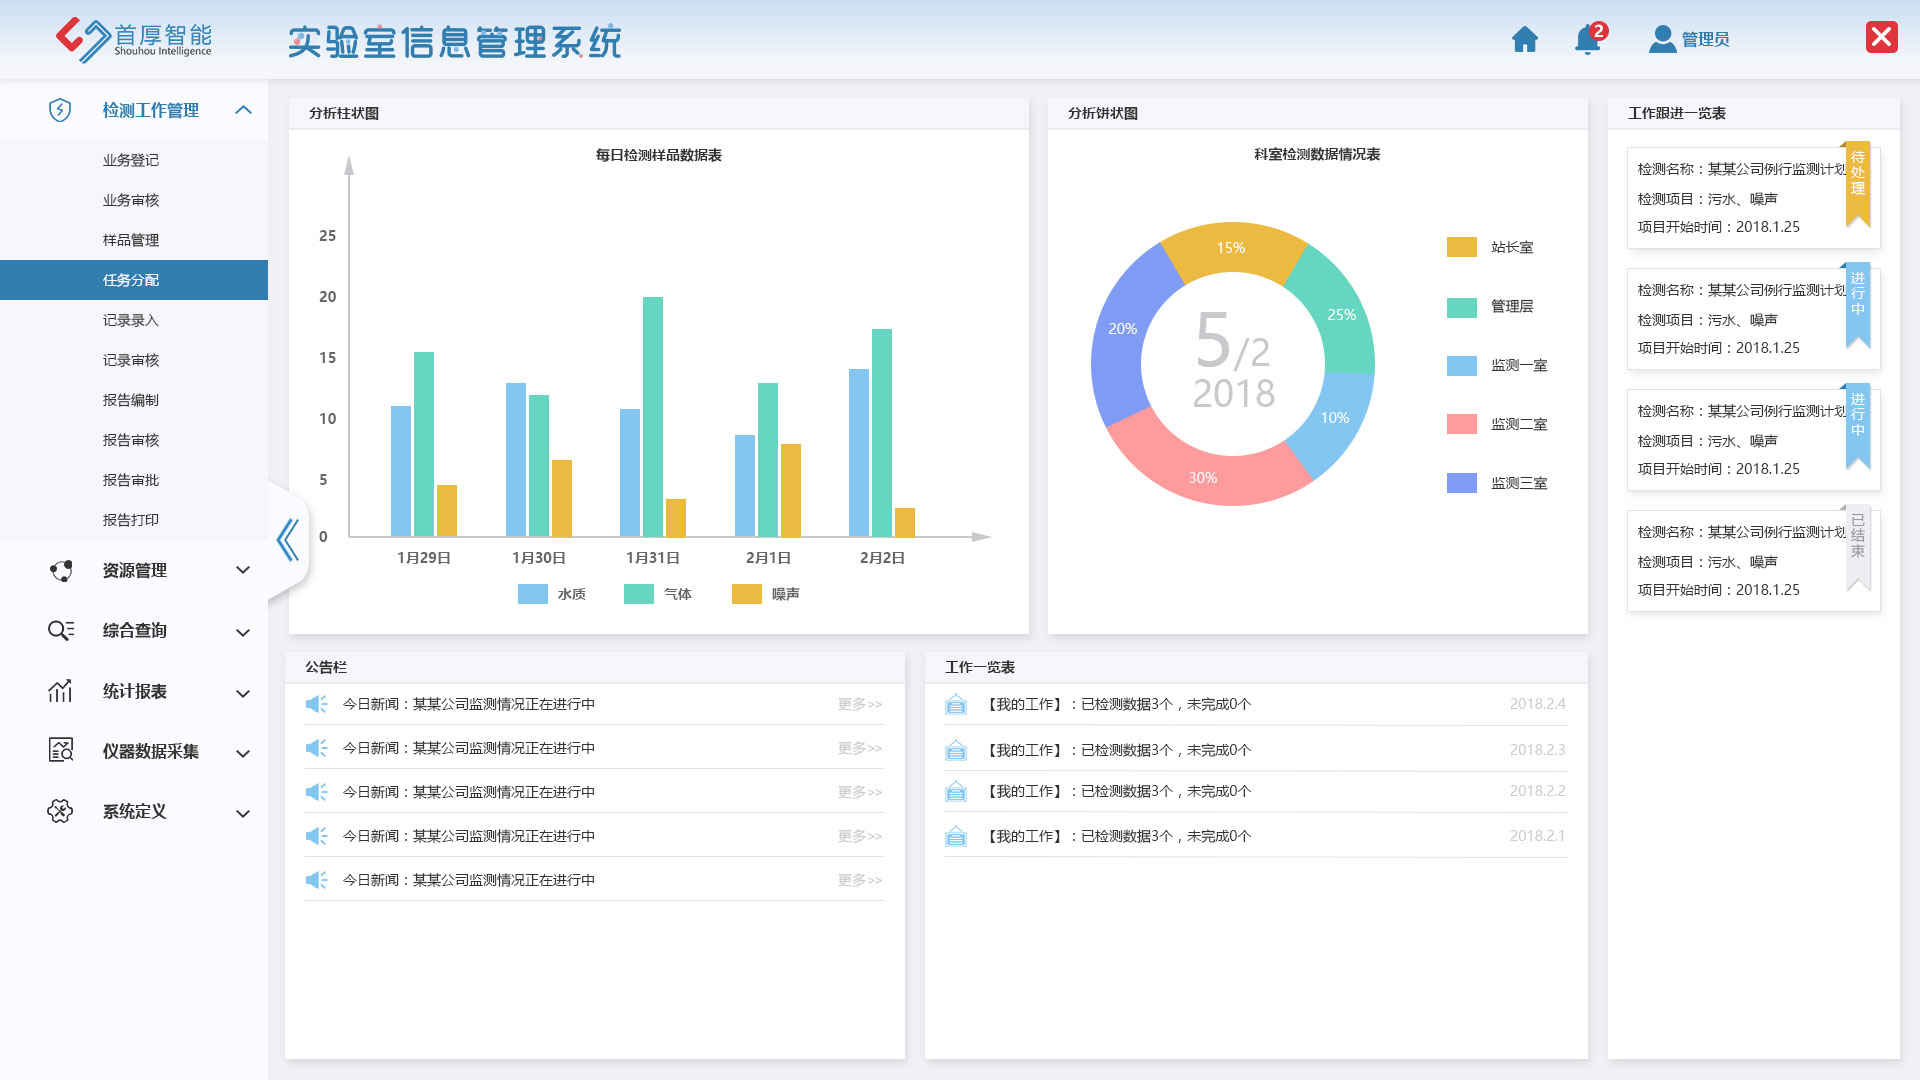 首厚智能
Shouhou Intelligence
实验室信息管理系统
2
管理员
检测工作管理
业务登记
业务审核
样品管理
任务分配
记录录入
记录审核
报告编制
报告审核
报告审批
报告打印
资源管理
综合查询
统计报表
仪器数据采集
系统定义
分析柱状图
每日检测样品数据表
25
20
15
10
5
0
1月29日
1月30日
1月31日
2月1日
2月2日
水质
气体
噪声
分析饼状图
科室检测数据情况表
15%
25%
10%
30%
20%
5/2
2018
站长室
管理层
监测一室
监测二室
监测三室
工作跟进一览表
检测名称：某某公司例行监测计划
检测项目：污水、噪声
项目开始时间：2018.1.25
待处理
检测名称：某某公司例行监测计划
检测项目：污水、噪声
项目开始时间：2018.1.25
进行中
检测名称：某某公司例行监测计划
检测项目：污水、噪声
项目开始时间：2018.1.25
进行中
检测名称：某某公司例行监测计划
检测项目：污水、噪声
项目开始时间：2018.1.25
已结束
公告栏
今日新闻：某某公司监测情况正在进行中 更多>>
今日新闻：某某公司监测情况正在进行中 更多>>
今日新闻：某某公司监测情况正在进行中 更多>>
今日新闻：某某公司监测情况正在进行中 更多>>
今日新闻：某某公司监测情况正在进行中 更多>>
工作一览表
【我的工作】：已检测数据3个，未完成0个 2018.2.4
【我的工作】：已检测数据3个，未完成0个 2018.2.3
【我的工作】：已检测数据3个，未完成0个 2018.2.2
【我的工作】：已检测数据3个，未完成0个 2018.2.1